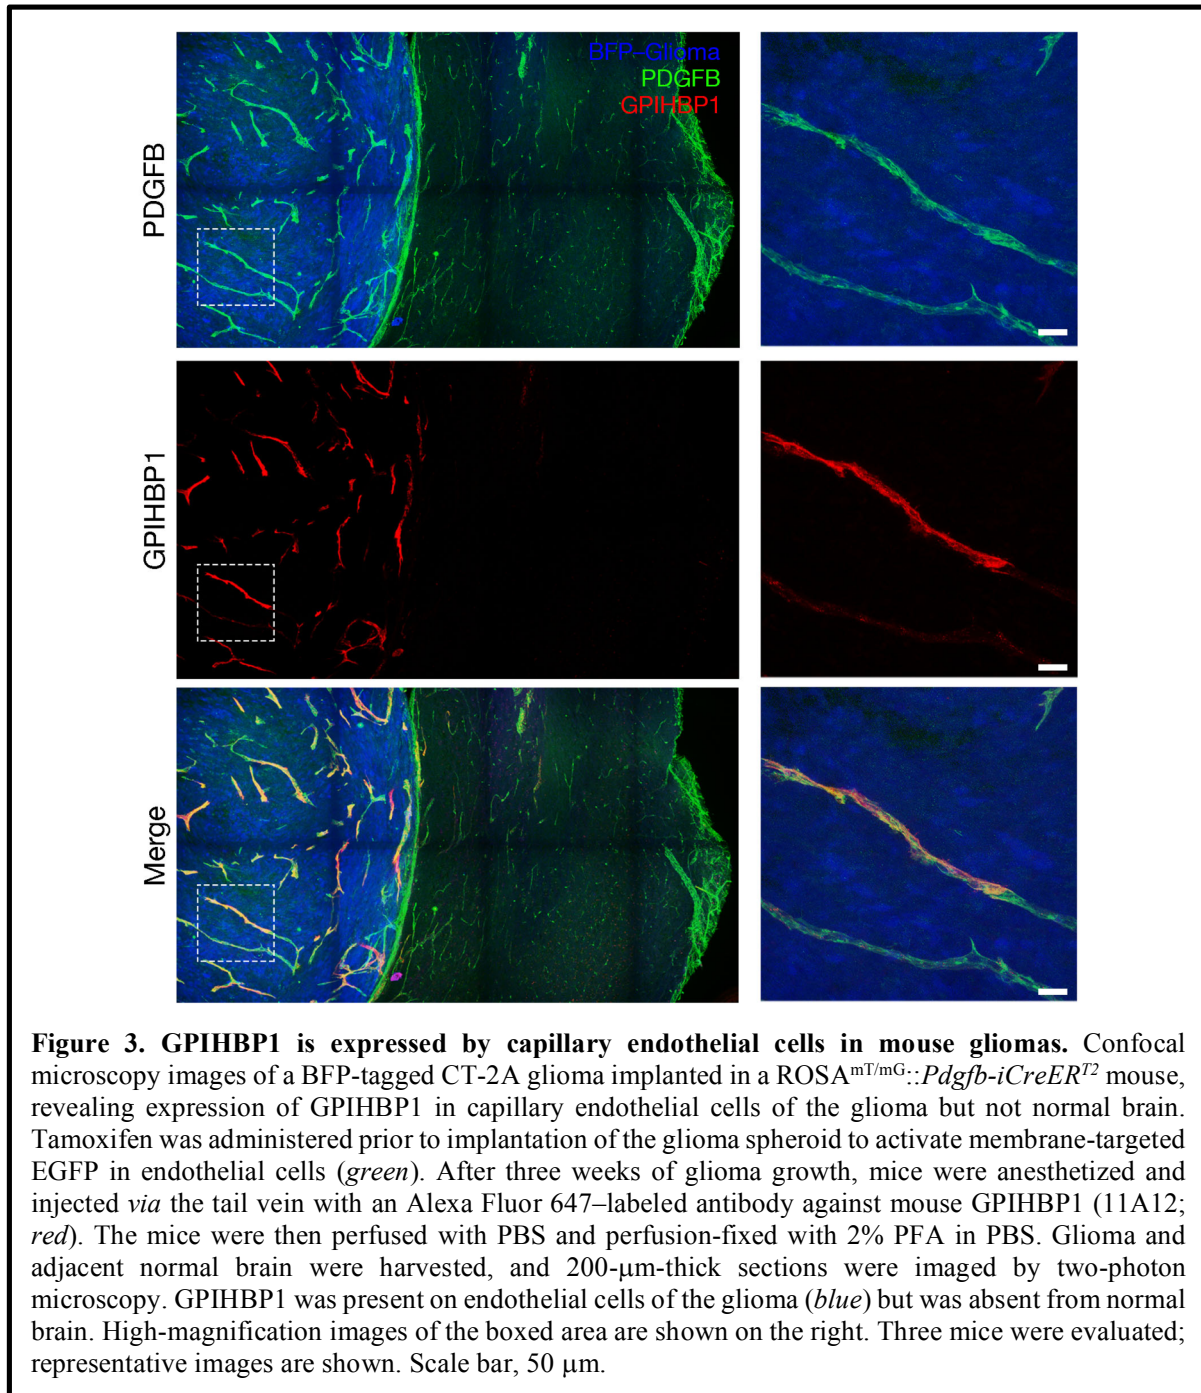 BFP–Glioma
PDGFB
GPIHBP1
PDGFB
GPIHBP1
Merge
Figure 3. GPIHBP1 is expressed by capillary endothelial cells in mouse gliomas. Confocal
microscopy images of a BFP-tagged CT-2A glioma implanted in a ROSAmT/mG::Pdgfb-iCreERT2 mouse,
revealing expression of GPIHBP1 in capillary endothelial cells of the glioma but not normal brain.
Tamoxifen was administered prior to implantation of the glioma spheroid to activate membrane-targeted
EGFP in endothelial cells (green). After three weeks of glioma growth, mice were anesthetized and
injected via the tail vein with an Alexa Fluor 647–labeled antibody against mouse GPIHBP1 (11A12;
red). The mice were then perfused with PBS and perfusion-fixed with 2% PFA in PBS. Glioma and
adjacent normal brain were harvested, and 200-µm-thick sections were imaged by two-photon
microscopy. GPIHBP1 was present on endothelial cells of the glioma (blue) but was absent from normal
brain. High-magnification images of the boxed area are shown on the right. Three mice were evaluated;
representative images are shown. Scale bar, 50 µm.